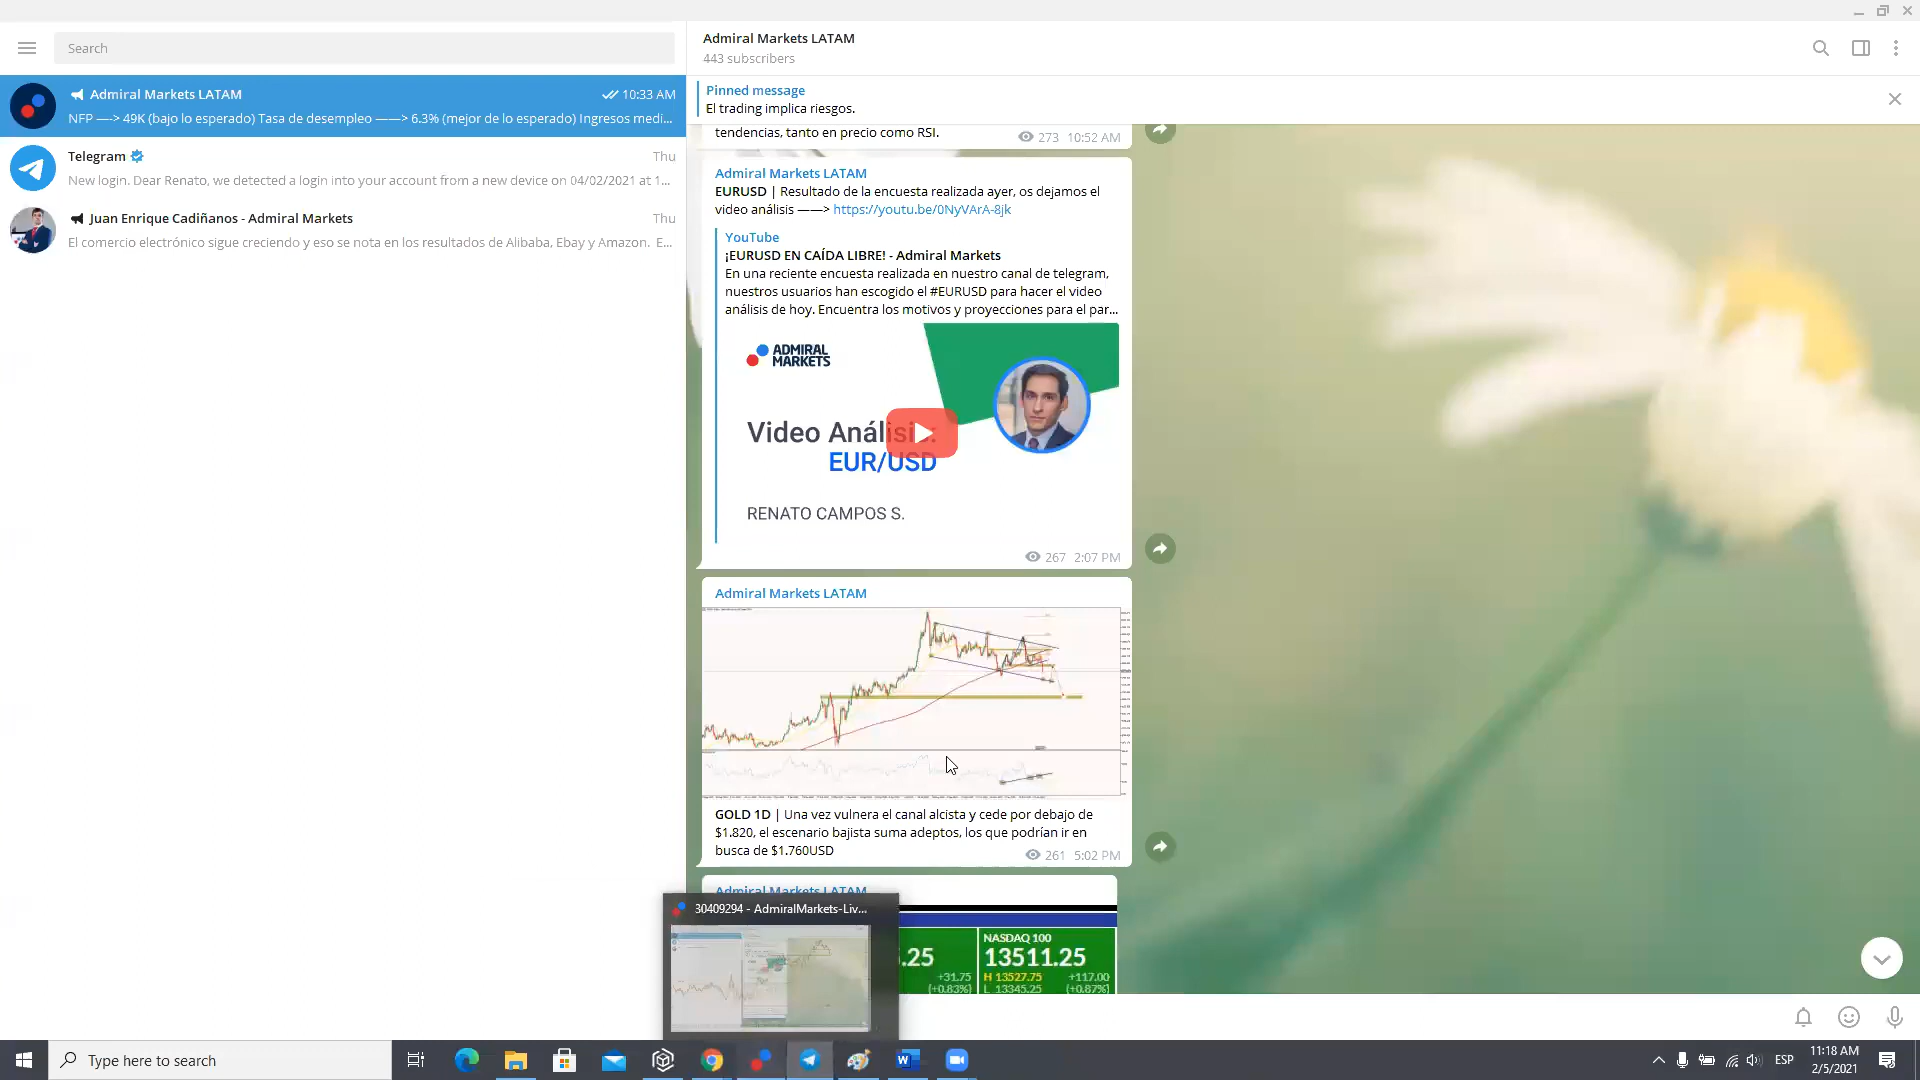 Search
Admiral Markets LATAM
443 subscribers
Admiral Markets LATAM
10:33 AM
NFP —-> 49K (bajo lo esperado) Tasa de desempleo ——> 6.3% (mejor de lo esperado) Ingresos medi...
Telegram
Thu
New login. Dear Renato, we detected a login into your account from a new device on 04/02/2021 at 1...
Juan Enrique Cadiñanos - Admiral Markets
Thu
El comercio electrónico sigue creciendo y eso se nota en los resultados de Alibaba, Ebay y Amazon. E...
Pinned message
El trading implica riesgos.
tendencias, tanto en precio como RSI.
273 10:52 AM
Admiral Markets LATAM
EURUSD | Resultado de la encuesta realizada ayer, os dejamos el
video análisis ——> https://youtu.be/0NyVArA-8jk
YouTube
¡EURUSD EN CAÍDA LIBRE! - Admiral Markets
En una reciente encuesta realizada en nuestro canal de telegram,
nuestros usuarios han escogido el #EURUSD para hacer el video
análisis de hoy. Encuentra los motivos y proyecciones para el par...
ADMIRAL
MARKETS
Video Análisis:
EUR/USD
RENATO CAMPOS S.
267 2:07 PM
Admiral Markets LATAM
GOLD 1D | Una vez vulnera el canal alcista y cede por debajo de
$1.820, el escenario bajista suma adeptos, los que podrían ir en
busca de $1.760USD
261 5:02 PM
Admiral Markets LATAM
30409294 - AdmiralMarkets-Liv...
.25
+31.75
(+0.83%)
NASDAQ 100
13511.25
H 13527.75 +117.00
L 13345.25 (+0.87%)
Type here to search
ESP
11:18 AM
2/5/2021